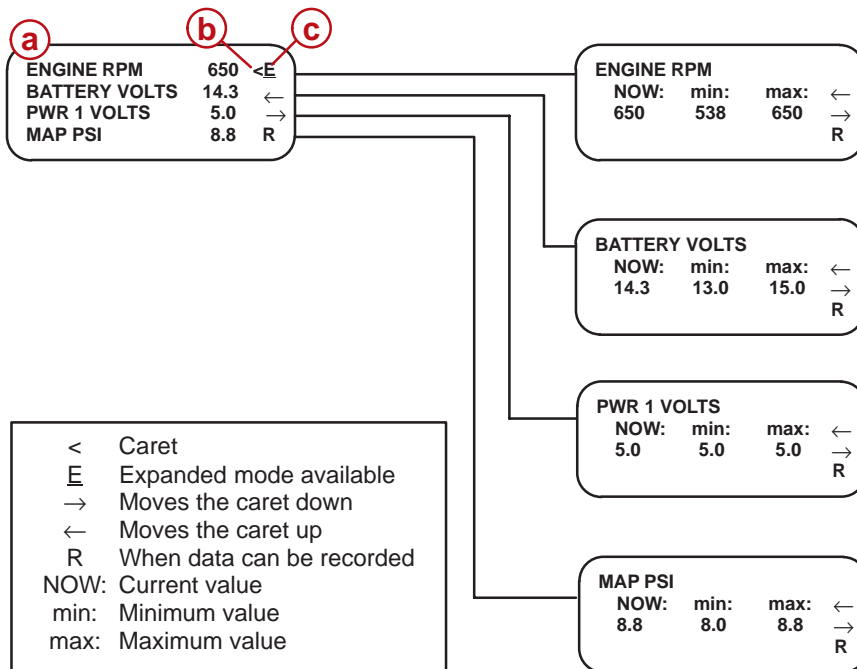 a
b
c
ENGINE RPM 650 <E
BATTERY VOLTS 14.3 ←
PWR 1 VOLTS 5.0 →
MAP PSI 8.8 R
ENGINE RPM
NOW: min: max: ←
650 538 650 →
R
BATTERY VOLTS
NOW: min: max: ←
14.3 13.0 15.0 →
R
PWR 1 VOLTS
NOW: min: max: ←
5.0 5.0 5.0 →
R
MAP PSI
NOW: min: max: ←
8.8 8.0 8.8 →
R
< Caret
E Expanded mode available
→ Moves the caret down
← Moves the caret up
R When data can be recorded
NOW: Current value
min: Minimum value
max: Maximum value